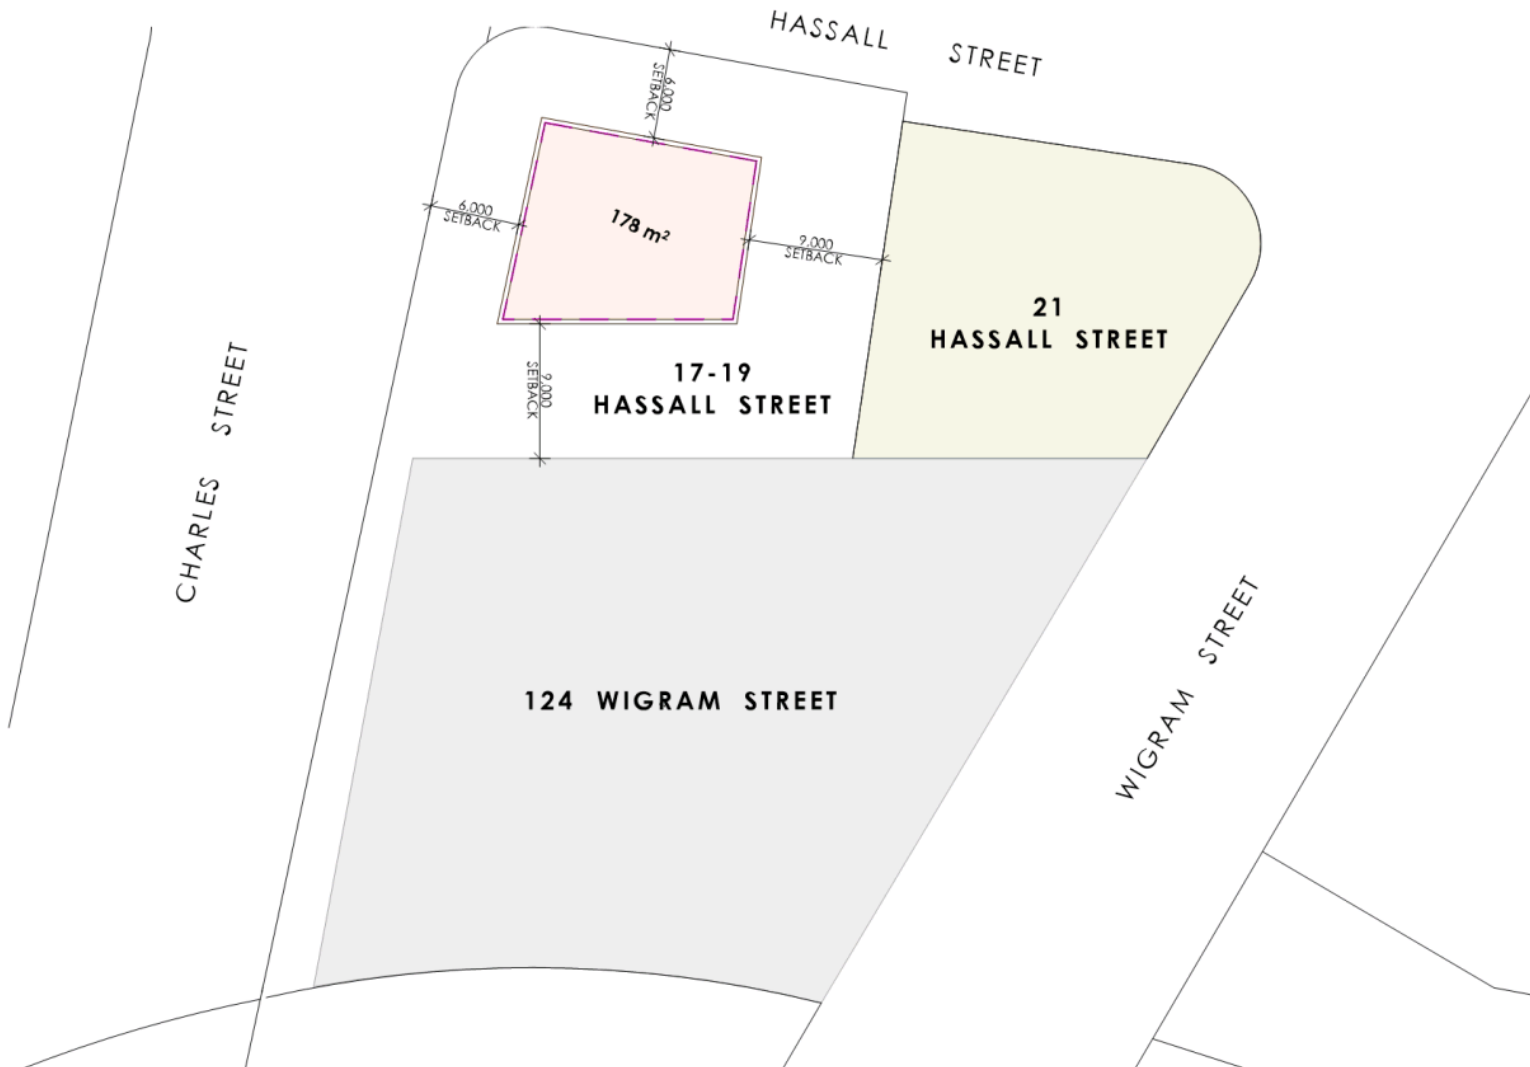 HASSALL STREET
6,000
SETBACK
178 m²
6,000
SETBACK
9,000
SETBACK
21
HASSALL STREET
9,000
SETBACK
17-19
HASSALL STREET
CHARLES STREET
124 WIGRAM STREET
WIGRAM STREET